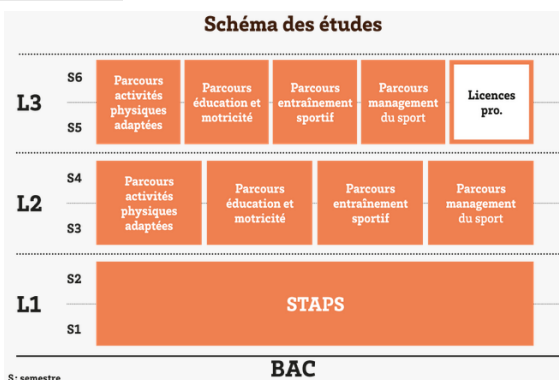 Schéma des études
L3
S6
S5
Parcours
activités
physiques
adaptées
Parcours
éducation et
motricité
Parcours
entraînement
sportif
Parcours
management
du sport
Licences
pro.
L2
S4
S3
Parcours
activités
physiques
adaptées
Parcours
éducation et
motricité
Parcours
entraînement
sportif
Parcours
management
du sport
L1
S2
S1
STAPS
BAC
S: semestre